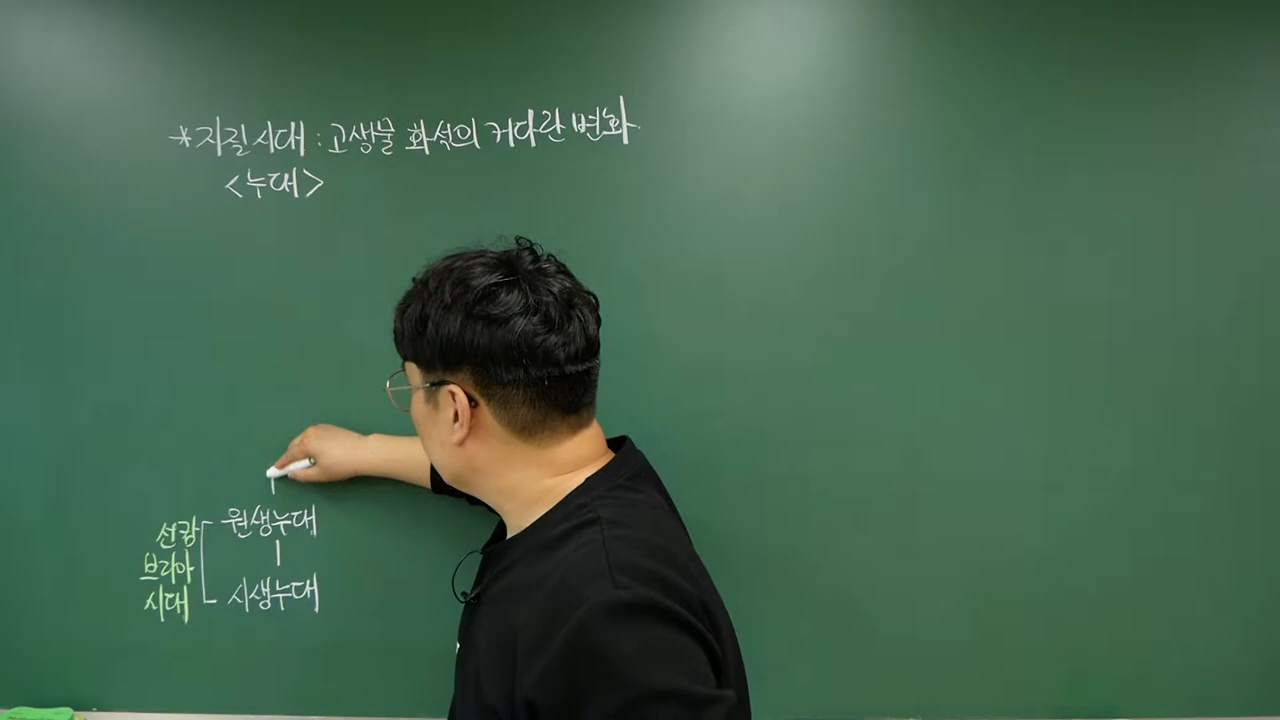 *지질시대 : 고생물 화석의 커다란 변화.
<누대>
원생누대
시생누대
선캄
브리아
시대